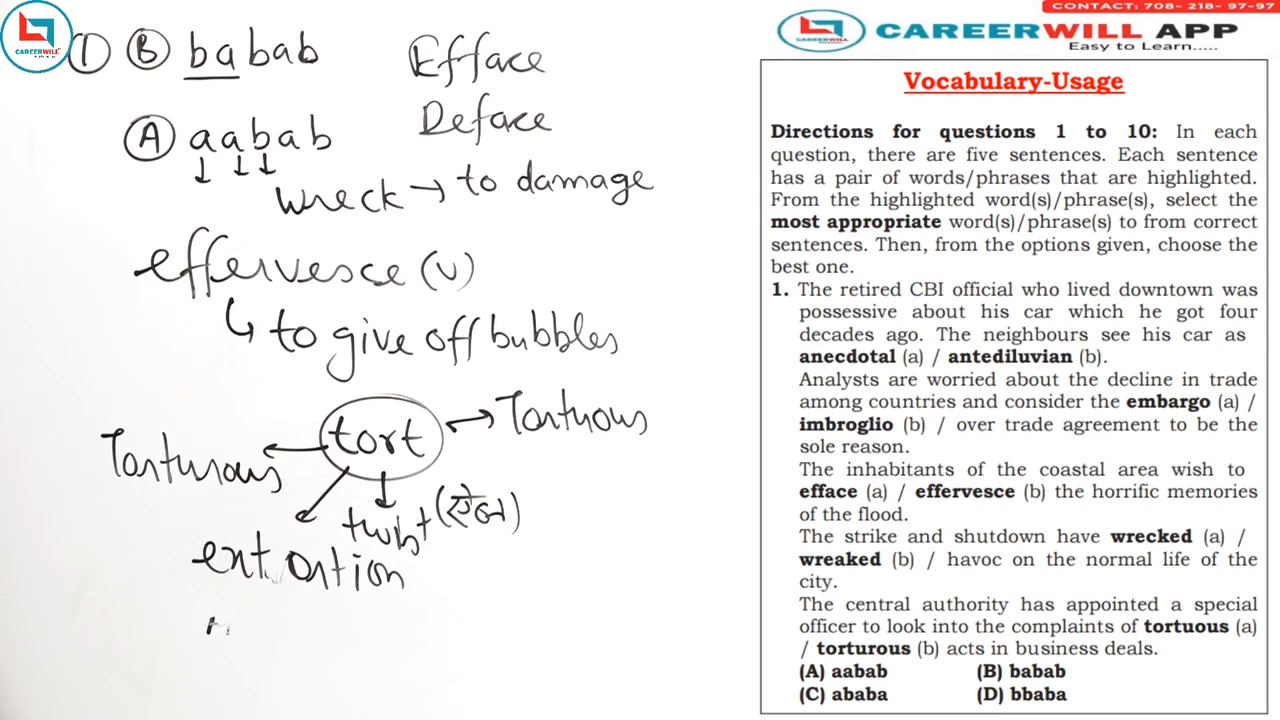 CAREERWILL
① Ⓑ babab
Efface
Deface
Ⓐ aabab
wreck → to damage
effervesce (v)
↳ to give off bubbles
tort → Tortuous
Torturous
twist
extortion
CONTACT: 708- 218- 97-97
CAREERWILL
CAREERWILL APP
Easy to Learn.....
Vocabulary-Usage
Directions for questions 1 to 10: In each
question, there are five sentences. Each sentence
has a pair of words/phrases that are highlighted.
From the highlighted word(s)/phrase(s), select the
most appropriate word(s)/phrase(s) to from correct
sentences. Then, from the options given, choose the
best one.
1. The retired CBI official who lived downtown was
possessive about his car which he got four
decades ago. The neighbours see his car as
anecdotal (a) / antediluvian (b).
Analysts are worried about the decline in trade
among countries and consider the embargo (a) /
imbroglio (b) / over trade agreement to be the
sole reason.
The inhabitants of the coastal area wish to
efface (a) / effervesce (b) the horrific memories
of the flood.
The strike and shutdown have wrecked (a) /
wreaked (b) / havoc on the normal life of the
city.
The central authority has appointed a special
officer to look into the complaints of tortuous (a)
/ torturous (b) acts in business deals.
(A) aabab (B) babab
(C) ababa (D) bbaba